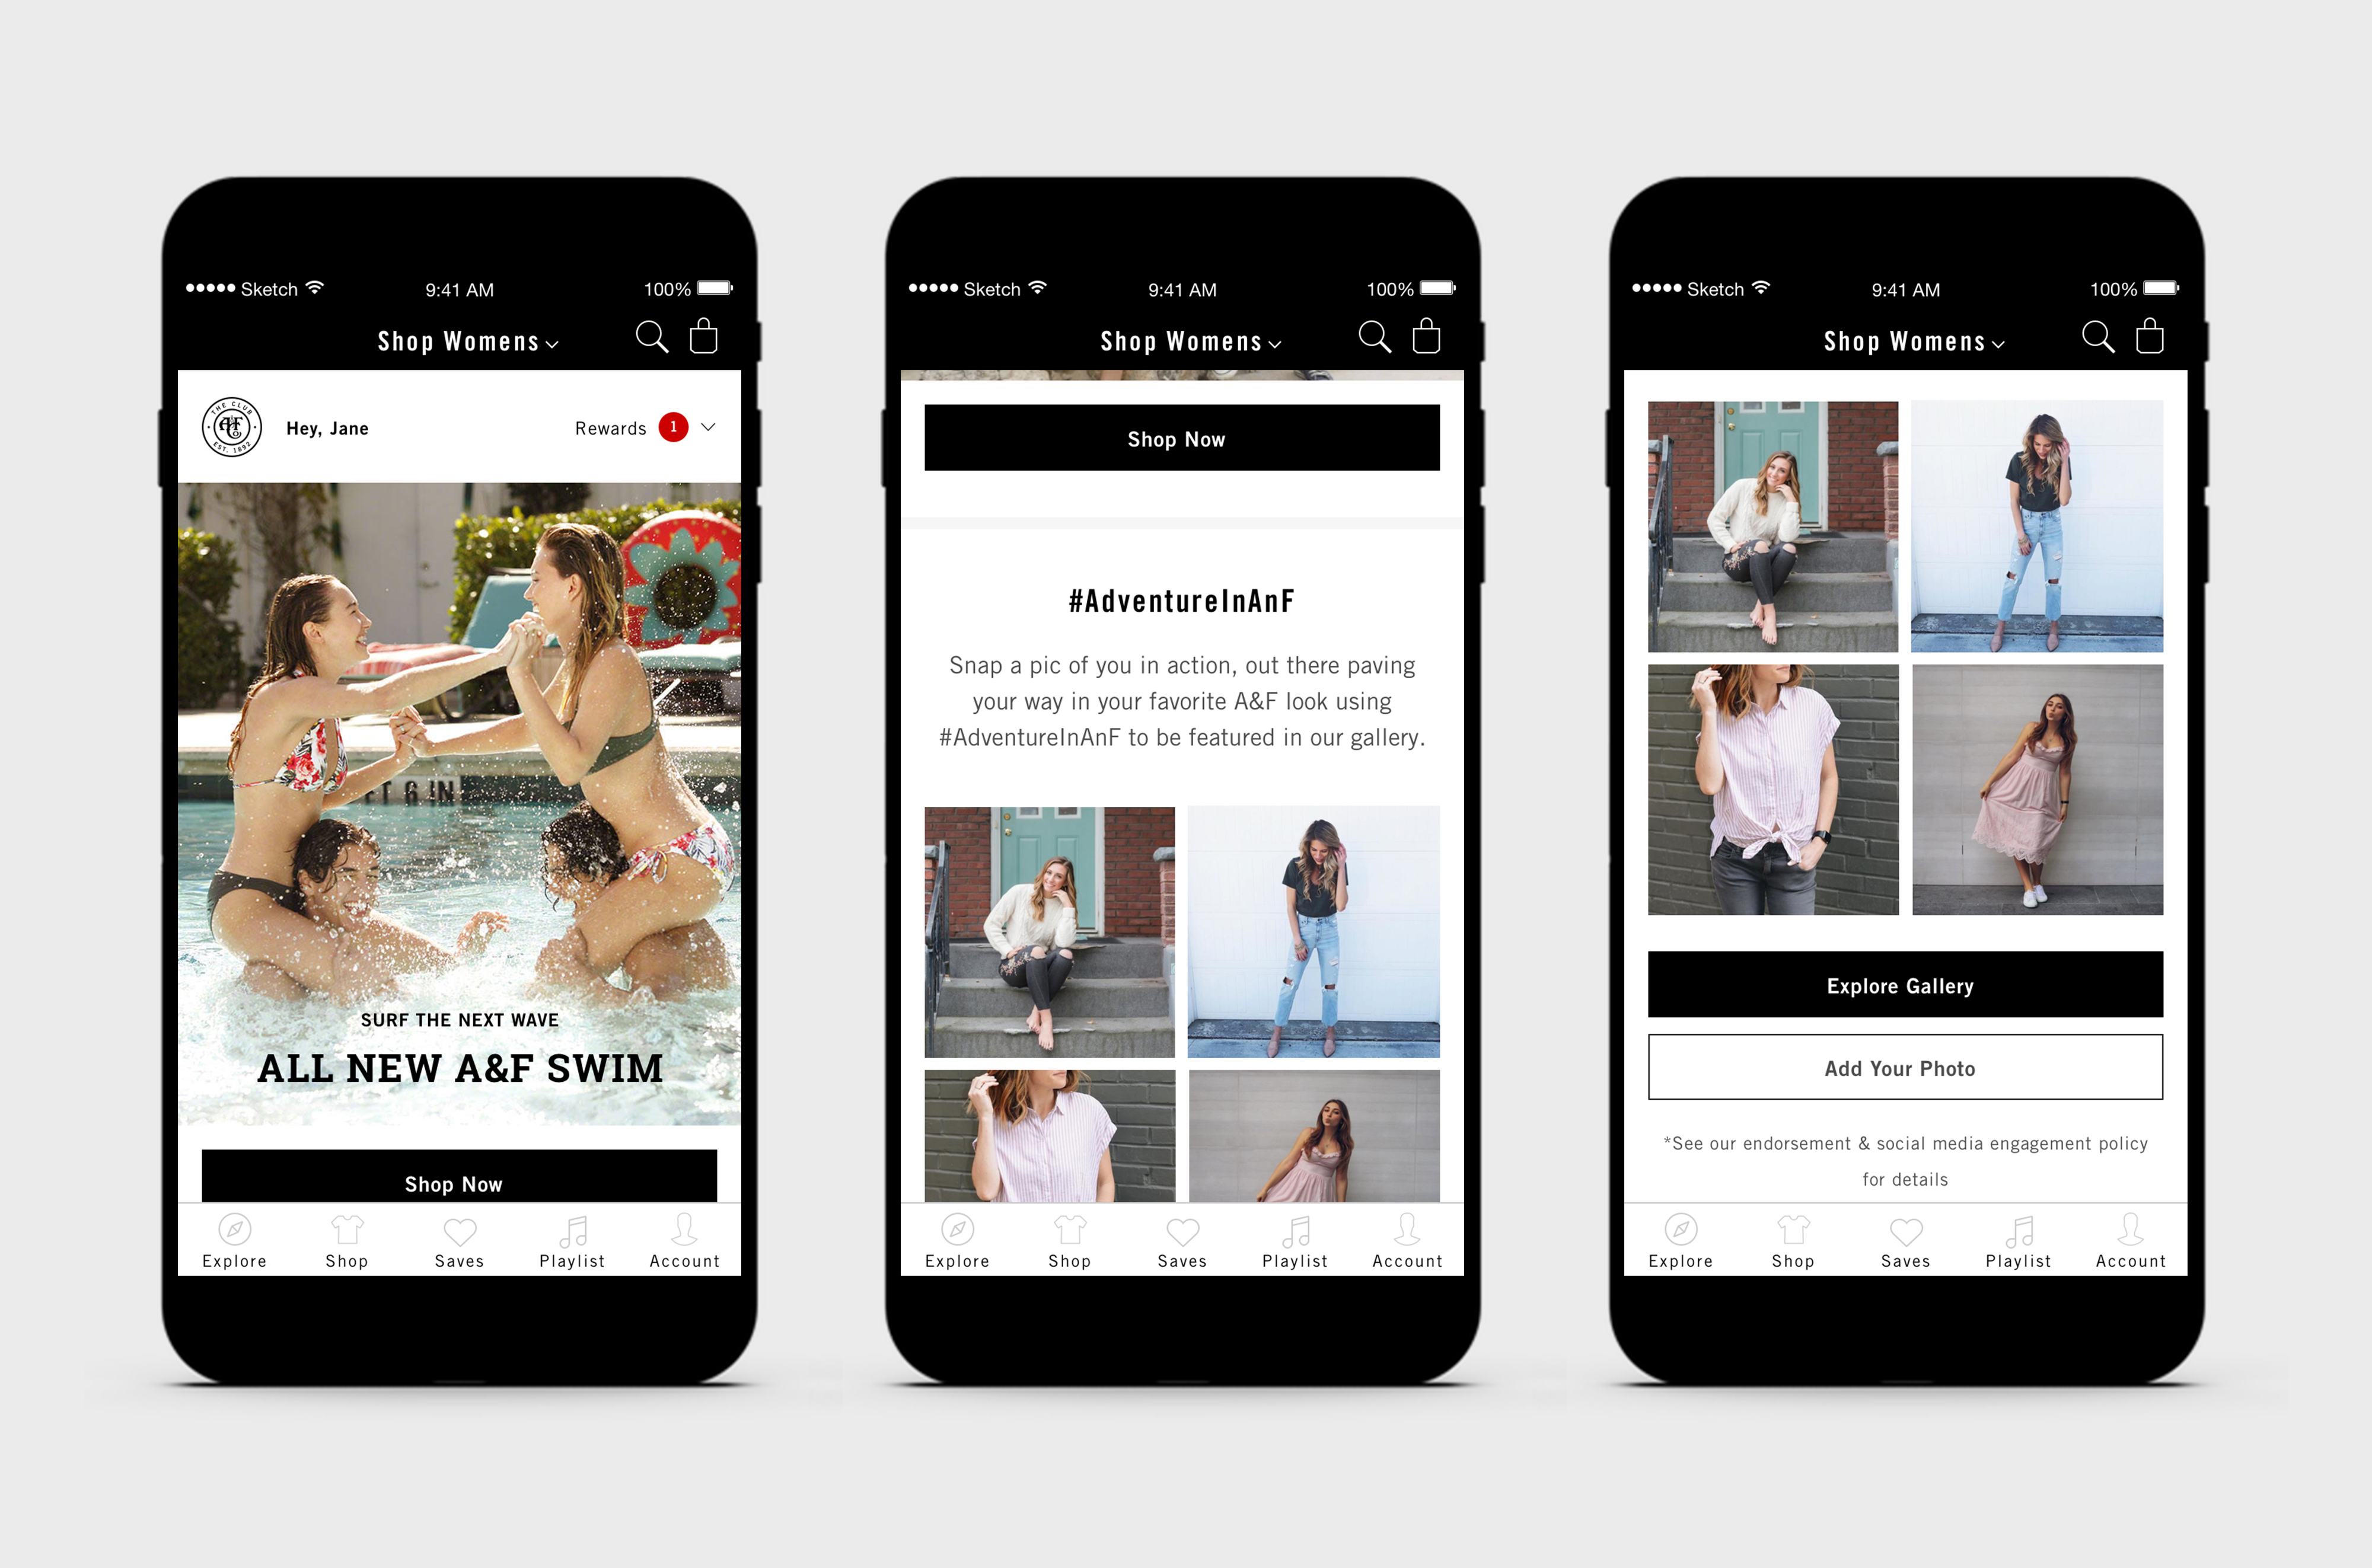 Sketch 9:41 AM 100%
Shop Womens
THE CLUB
EST. 1892
Hey, Jane
Rewards 1
FT 6 IN
SURF THE NEXT WAVE
ALL NEW A&F SWIM
Shop Now
Explore Shop Saves Playlist Account
Sketch 9:41 AM 100%
Shop Womens
Shop Now
#AdventureInAnF
Snap a pic of you in action, out there paving
your way in your favorite A&F look using
#AdventureInAnF to be featured in our gallery.
Explore Shop Saves Playlist Account
Sketch 9:41 AM 100%
Shop Womens
Explore Gallery
Add Your Photo
*See our endorsement & social media engagement policy
for details
Explore Shop Saves Playlist Account